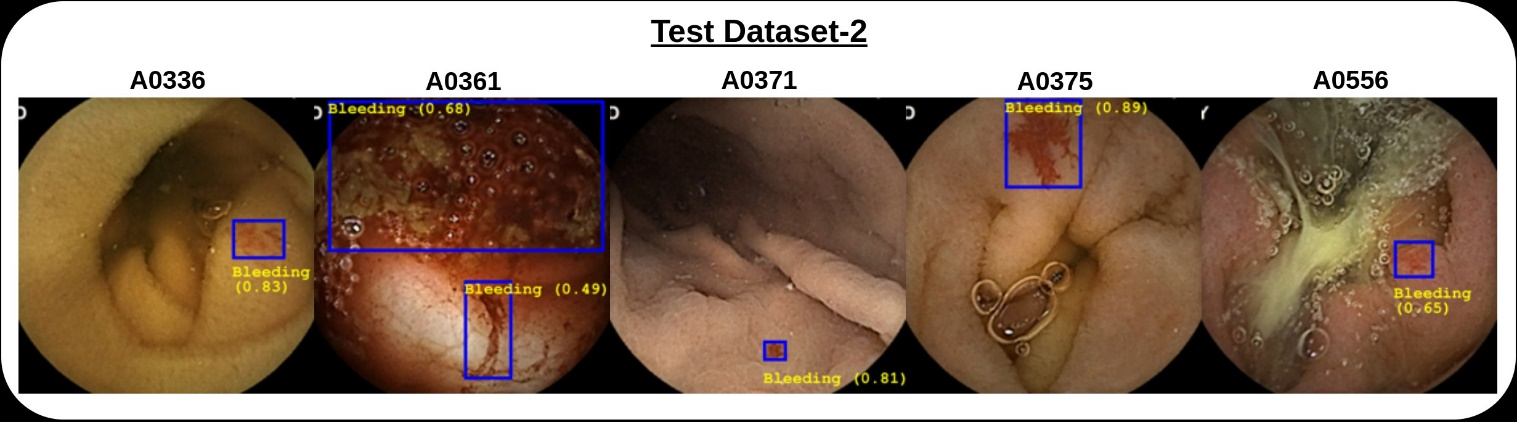 Test Dataset-2
A0336
A0361
A0371
A0375
A0556
Bleeding
(0.83)
Bleeding (0.68)
Bleeding (0.49)
Bleeding (0.81)
Bleeding (0.89)
Bleeding
(0.65)